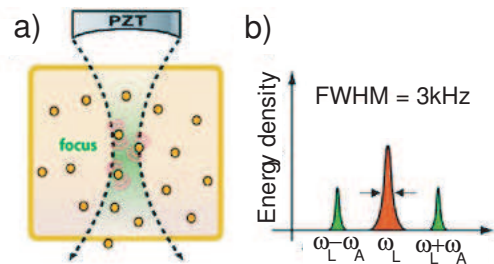 a)
PZT
focus
b)
FWHM = 3kHz
Energy density
ω_L−ω_A
ω_L
ω_L+ω_A